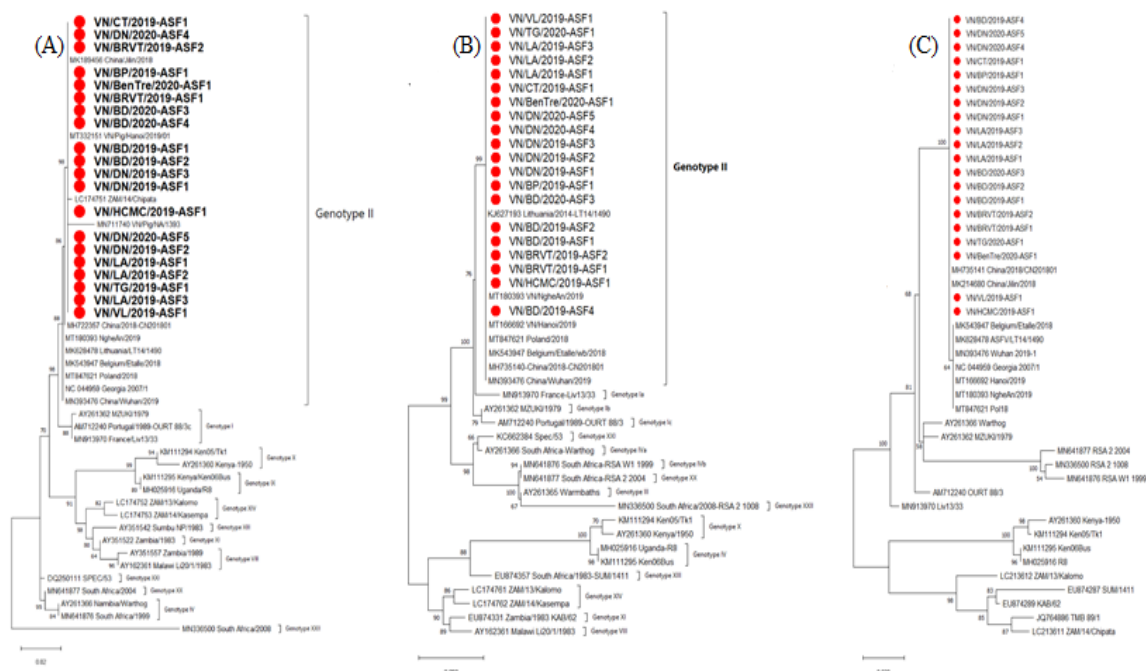 (A)
VN/CT/2019-ASF1
VN/DN/2020-ASF4
VN/BRVT/2019-ASF2
MK189456 China/Jilin/2018
VN/BP/2019-ASF1
VN/BenTre/2020-ASF1
VN/BRVT/2019-ASF1
VN/BD/2020-ASF3
VN/BD/2020-ASF4
MT332151 VN/Pig/Hanoi/2019/01
VN/BD/2019-ASF1
VN/BD/2019-ASF2
VN/DN/2019-ASF3
VN/DN/2019-ASF1
LC174751 ZAM/14/Chipata
VN/HCMC/2019-ASF1
MN711740 VN/Pig/NA/1393
VN/DN/2020-ASF5
VN/DN/2019-ASF2
VN/LA/2019-ASF1
VN/LA/2019-ASF2
VN/TG/2020-ASF1
VN/LA/2019-ASF3
VN/VL/2019-ASF1
MH722357 China/2018-CN201801
MT180393 NgheAn/2019
MK628478 Lithuania/LT14/1490
MK543947 Belgium/Etalle/2018
MT847621 Poland/2018
NC 044959 Georgia 2007/1
MN393476 China/Wuhan/2019
Genotype II
AY261362 MZUKI/1979
AM712240 Portugal/1989-OURT 88/3c
MN913970 France/Liv13/33
Genotype I
KM111294 Ken05/Tk1
AY261360 Kenya-1950
KM111295 Kenya/Ken06Bus
MH025916 Uganda/R8
Genotype IX
LC174752 ZAM/13/Kalomo
LC174753 ZAM/14/Kasempa
Genotype XIV
AY351542 Sumbu NP/1983
Genotype XIII
AY351522 Zambia/1983
Genotype XI
AY351557 Zambia/1989
AY162361 Malawi Li20/1/1983
Genotype VIII
DQ250111 SPEC/53
Genotype XXI
MN641877 South Africa/2004
Genotype XX
AY261366 Namibia/Warthog
MN641876 South Africa/1999
Genotype IV
MN336500 South Africa/2008
Genotype XXII
0.02
(B)
VN/VL/2019-ASF1
VN/TG/2020-ASF1
VN/LA/2019-ASF3
VN/LA/2019-ASF2
VN/LA/2019-ASF1
VN/CT/2019-ASF1
VN/BenTre/2020-ASF1
VN/DN/2020-ASF5
VN/DN/2020-ASF4
VN/DN/2019-ASF3
VN/DN/2019-ASF2
VN/DN/2019-ASF1
VN/BP/2019-ASF1
VN/BD/2020-ASF3
KJ627193 Lithuania/2014-LT14/1490
VN/BD/2019-ASF2
VN/BD/2019-ASF1
VN/BRVT/2019-ASF2
VN/BRVT/2019-ASF1
VN/HCMC/2019-ASF1
MT180393 VN/NgheAn/2019
VN/BD/2019-ASF4
MT166692 VN/Hanoi/2019
MT847621 Poland/2018
MK543947 Belgium/Etalle/wb/2018
MH735140-China/2018-CN201801
MN393476 China/Wuhan/2019
Genotype II
MN913970 France-Liv13/33
Genotype Ia
AY261362 MZUKI/1979
Genotype Ib
AM712240 Portugal/1989-OURT 88/3
Genotype Ic
KC662384 Spec/53
Genotype XXI
AY261366 South Africa-Warthog
Genotype IVa
MN641876 South Africa-RSA W1 1999
Genotype IVb
MN641877 South Africa-RSA 2 2004
Genotype XX
AY261365 Warmbaths
Genotype III
MN336500 South Africa/2008-RSA 2 1008
Genotype XXII
KM111294 Ken05/Tk1
AY261360 Kenya/1950
Genotype X
MH025916 Uganda-R8
KM111295 Ken06Bus
Genotype IV
EU874357 South Africa/1983-SUM/1411
Genotype XIII
LC174761 ZAM/13/Kalomo
LC174762 ZAM/14/Kasempa
Genotype XIV
EU874331 Zambia/1983 KAB/62
Genotype XI
AY162361 Malawi Li20/1/1983
Genotype VIII
(C)
VN/BD/2020-ASF4
VN/DN/2020-ASF5
VN/DN/2020-ASF4
VN/CT/2019-ASF1
VN/BP/2019-ASF1
VN/DN/2019-ASF3
VN/DN/2019-ASF2
VN/DN/2019-ASF1
VN/LA/2019-ASF3
VN/LA/2019-ASF2
VN/LA/2019-ASF1
VN/BD/2020-ASF3
VN/BD/2019-ASF2
VN/BD/2019-ASF1
VN/BRVT/2019-ASF2
VN/BRVT/2019-ASF1
VN/TG/2020-ASF1
VN/BenTre/2020-ASF1
MH735141 China/2018/CN201801
MK214680 China/Jilin/2018
VN/VL/2019-ASF1
VN/HCMC/2019-ASF1
MK543947 Belgium/Etalle/2018
MK628478 ASFV/LT14/1490
MN393476 Wuhan 2019-1
NC 044959 Georgia 2007/1
MT166692 Hanoi/2019
MT180393 NgheAn/2019
MT847621 Pol18
AY261366 Warthog
AY261362 MZUKI/1979
MN641877 RSA 2 2004
MN336500 RSA 2 1008
MN641876 RSA W1 1999
AM712240 OURT 88/3
MN913970 Liv13/33
AY261360 Kenya-1950
KM111294 Ken05/Tk1
KM111295 Ken06Bus
MH025916 R8
LC213612 ZAM/13/Kalomo
EU874287 SUM/1411
EU874289 KAB/62
JQ764886 TMB 89/1
LC213611 ZAM/14/Chipata